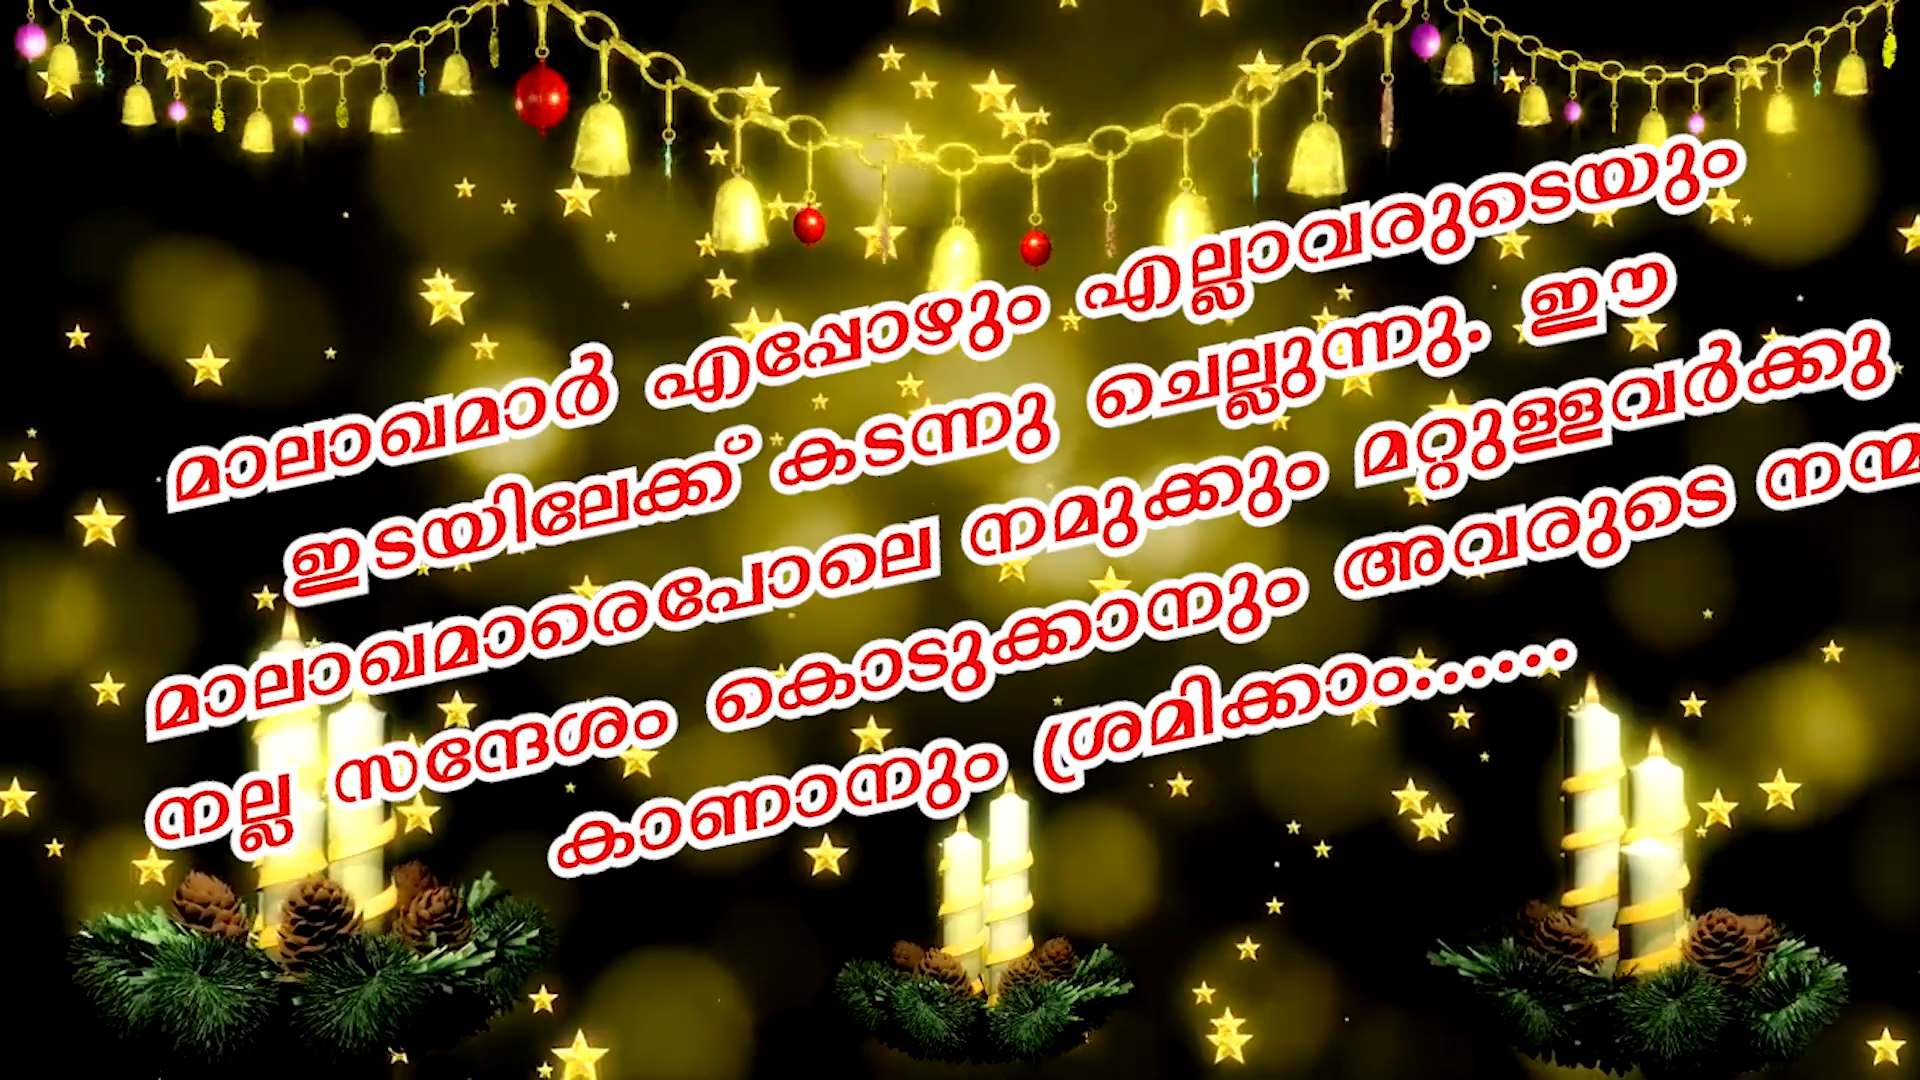 മാലാഖമാർ എപ്പോഴും എല്ലാവരുടെയും
ഇടയിലേക്ക് കടന്നു ചെല്ലുന്നു. ഈ
മാലാഖമാരെപോലെ നമുക്കും മറ്റുള്ളവർക്കു
നല്ല സന്ദേശം കൊടുക്കാനും അവരുടെ നന്മ
കാണാനും ശ്രമിക്കാം......